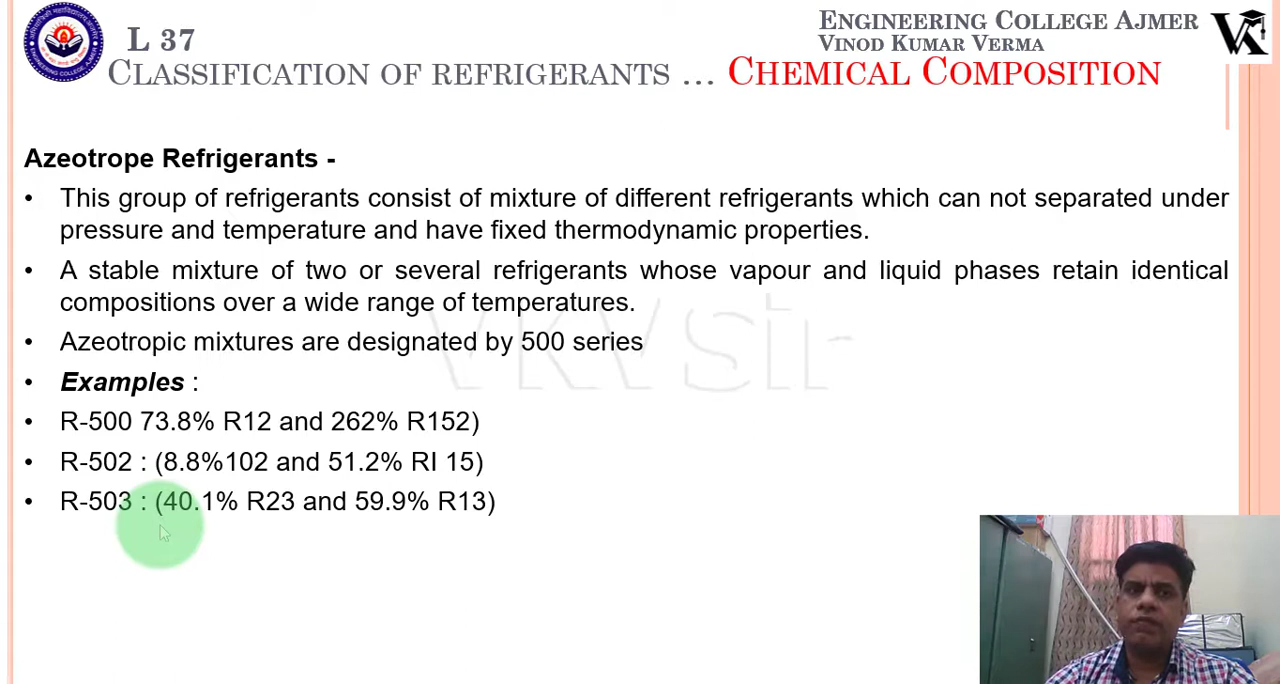 L 37
ENGINEERING COLLEGE AJMER
VINOD KUMAR VERMA
CLASSIFICATION OF REFRIGERANTS ... CHEMICAL COMPOSITION
Azeotrope Refrigerants -
• This group of refrigerants consist of mixture of different refrigerants which can not separated under
pressure and temperature and have fixed thermodynamic properties.
• A stable mixture of two or several refrigerants whose vapour and liquid phases retain identical
compositions over a wide range of temperatures.
• Azeotropic mixtures are designated by 500 series
• Examples :
• R-500 73.8% R12 and 262% R152)
• R-502 : (8.8%102 and 51.2% RI 15)
• R-503 : (40.1% R23 and 59.9% R13)
VKVSir